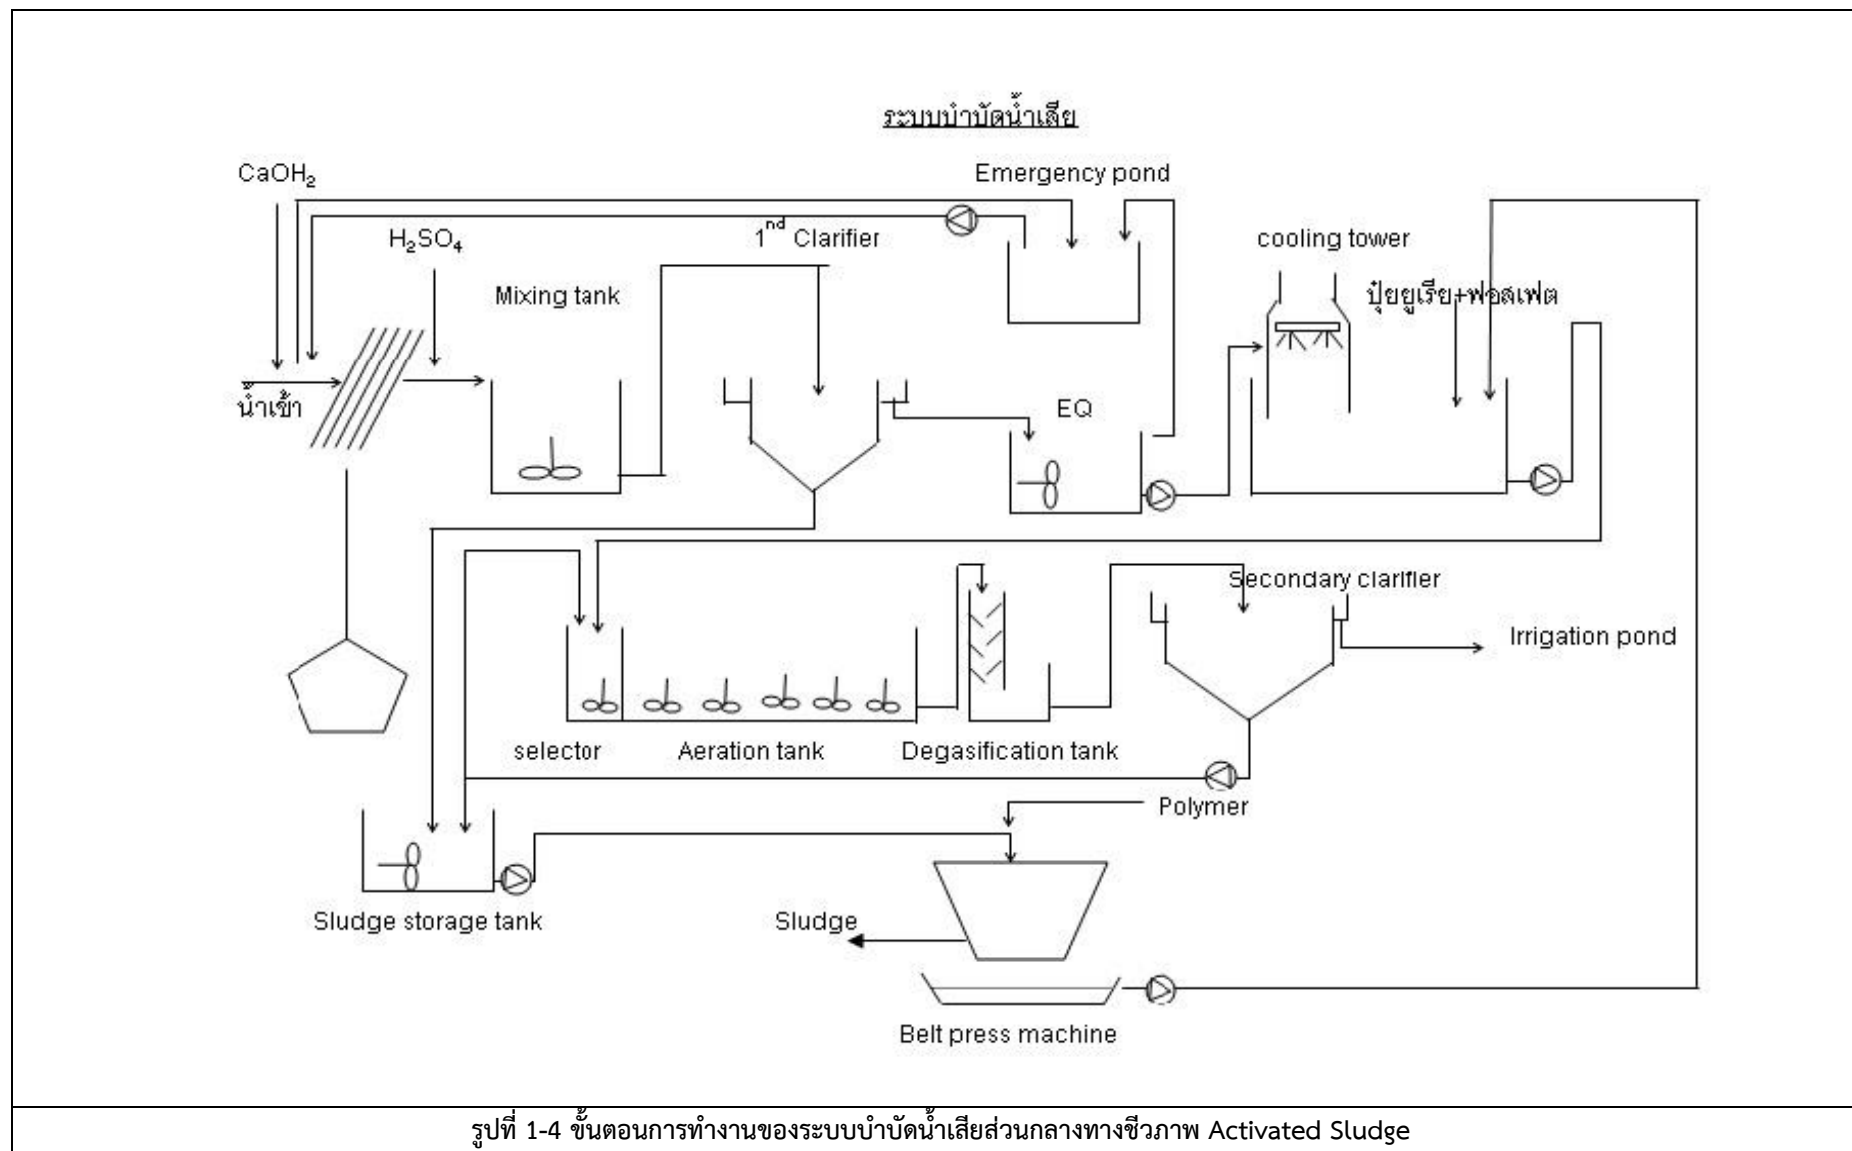 ระบบบำบัดน้ำเสีย
CaOH₂
Emergency pond
H₂SO₄
1ⁿᵈ Clarifier
cooling tower
Mixing tank
ปุ๋ยยูเรีย+ฟอสเฟต
น้ำเข้า
EQ
Secondary clarifier
Irrigation pond
selector
Aeration tank
Degasification tank
Polymer
Sludge storage tank
Sludge
Belt press machine
รูปที่ 1-4 ขั้นตอนการทำงานของระบบบำบัดน้ำเสียส่วนกลางทางชีวภาพ Activated Sludge